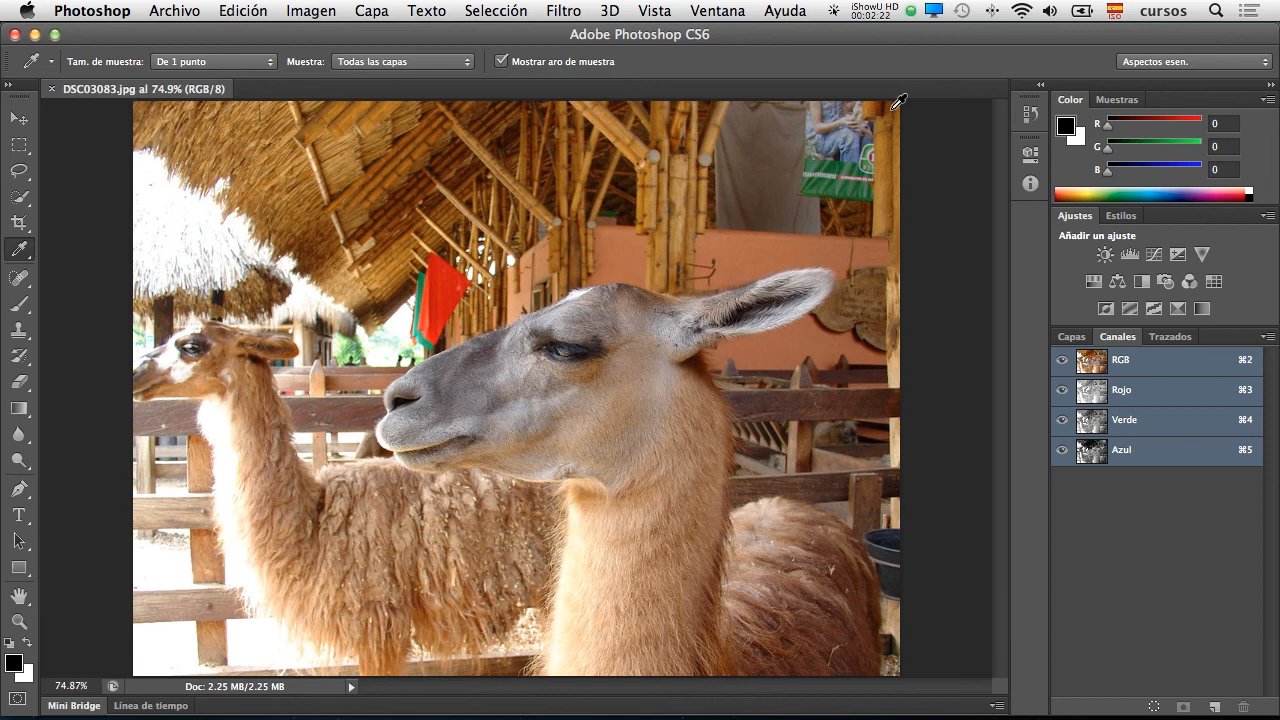 Photoshop Archivo Edición Imagen Capa Texto Selección Filtro 3D Vista Ventana Ayuda iShowU HD 00:02:22 ISO cursos
Adobe Photoshop CS6
Tam. de muestra: De 1 punto Muestra: Todas las capas Mostrar aro de muestra Aspectos esen.
DSC03083.jpg al 74.9% (RGB/8)
Color Muestras
R 0
G 0
B 0
Ajustes Estilos
Añadir un ajuste
Capas Canales Trazados
RGB ⌘2
Rojo ⌘3
Verde ⌘4
Azul ⌘5
74.87% Doc: 2.25 MB/2.25 MB
Mini Bridge Línea de tiempo